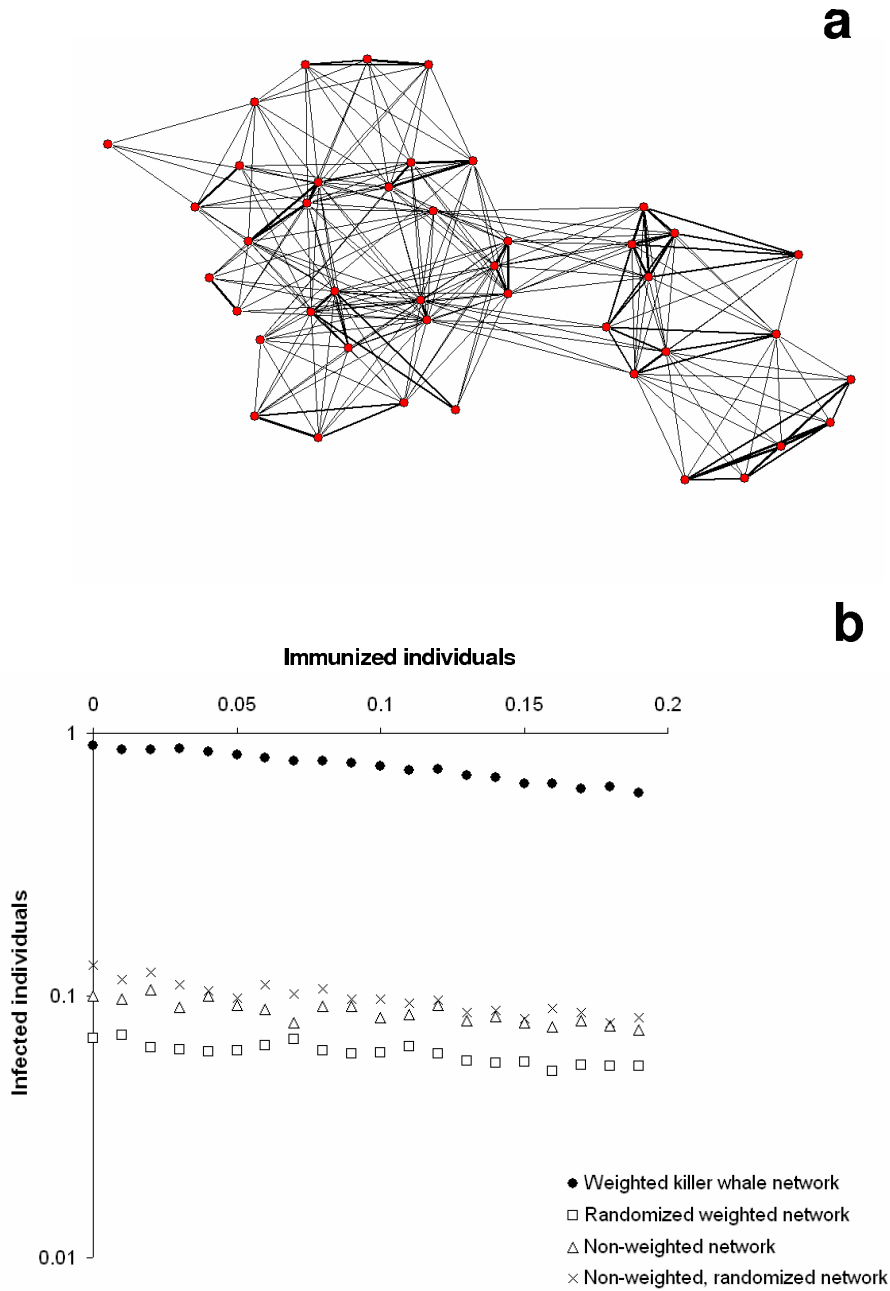 a
b
Immunized individuals
0 0.05 0.1 0.15 0.2
1
0.1
0.01
Infected individuals
Weighted killer whale network
Randomized weighted network
Non-weighted network
Non-weighted, randomized network